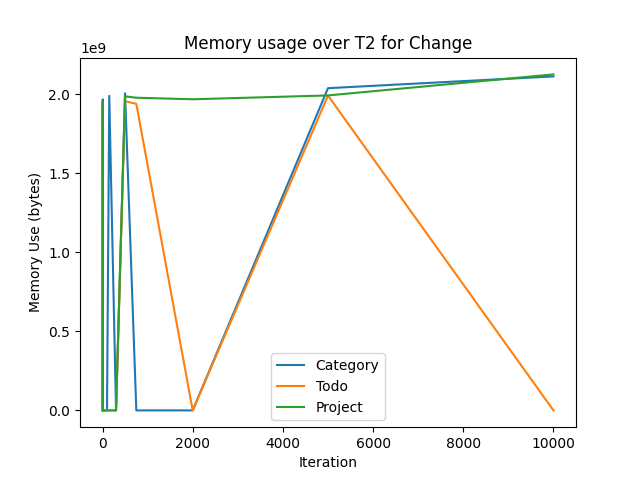 Memory usage over T2 for Change
1e9
2.0
1.5
1.0
0.5
0.0
Memory Use (bytes)
Category
Todo
Project
0 2000 4000 6000 8000 10000
Iteration